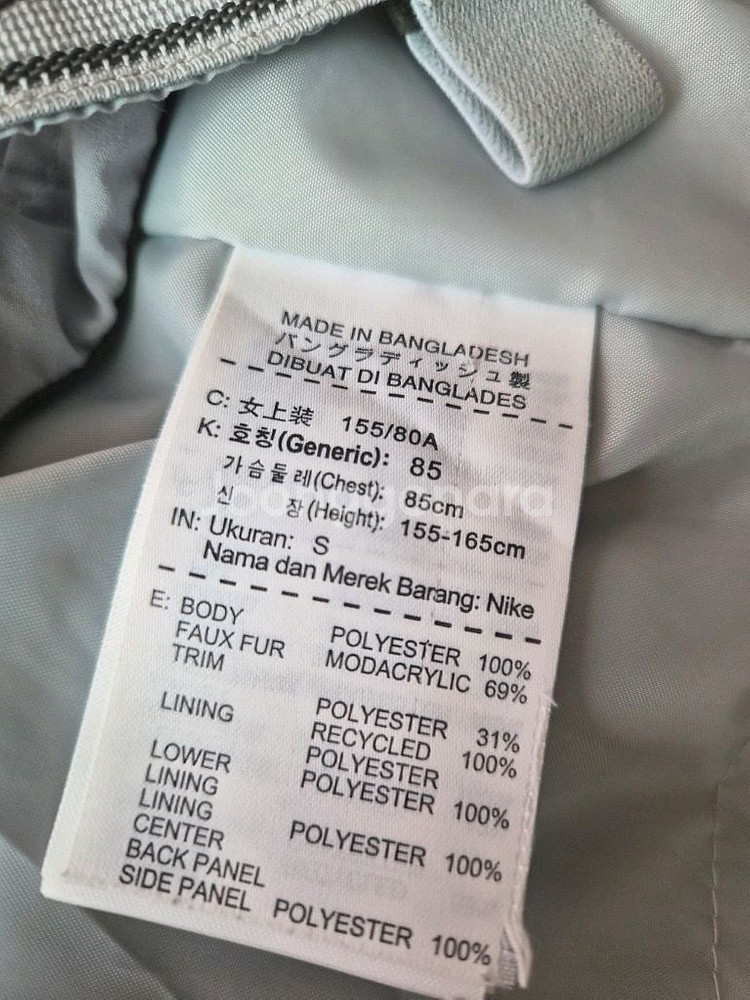 MADE IN BANGLADESH
バングラディッシュ製
DIBUAT DI BANGLADES
C: 女上装 155/80A
K: 호칭(Generic): 85
가슴둘레(Chest): 85cm
신 장(Height): 155-165cm
IN: Ukuran: S
Nama dan Merek Barang: Nike
E: BODY POLYESTER 100%
FAUX FUR MODACRYLIC 69%
TRIM
POLYESTER 31%
LINING RECYCLED 100%
POLYESTER
LOWER POLYESTER 100%
LINING
LINING
CENTER POLYESTER 100%
BACK PANEL
SIDE PANEL POLYESTER 100%